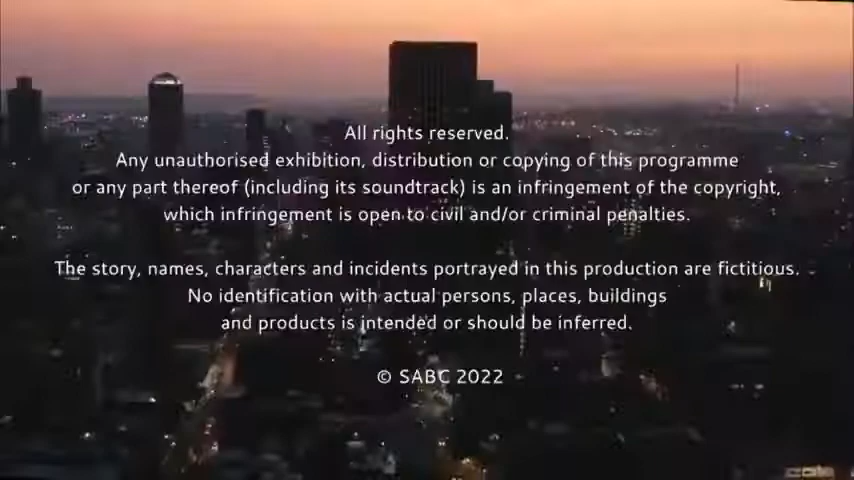 All rights reserved.
Any unauthorised exhibition, distribution or copying of this programme
or any part thereof (including its soundtrack) is an infringement of the copyright,
which infringement is open to civil and/or criminal penalties.
The story, names, characters and incidents portrayed in this production are fictitious.
No identification with actual persons, places, buildings
and products is intended or should be inferred.
© SABC 2022